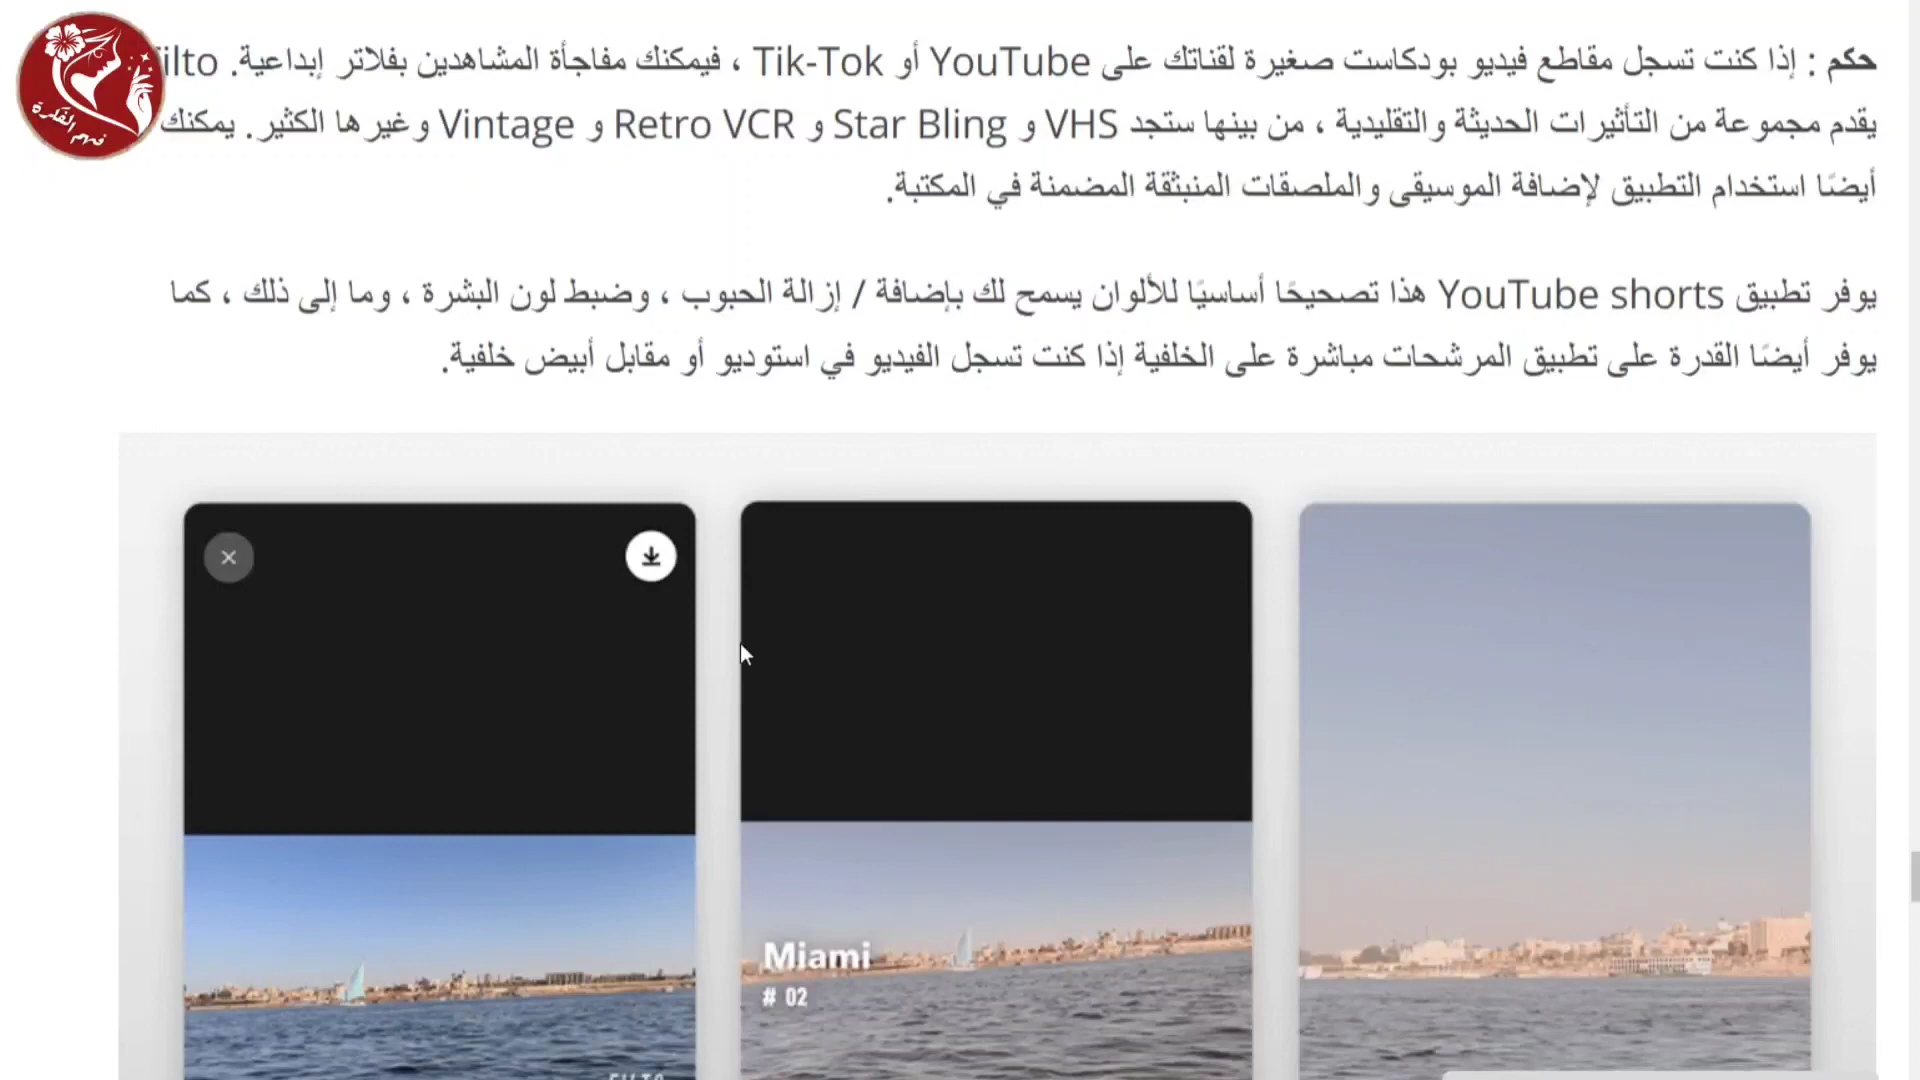 حكم : إذا كنت تسجل مقاطع فيديو بودكاست صغيرة لقناتك على YouTube أو Tik-Tok ، فيمكنك مفاجأة المشاهدين بفلاتر إبداعية. ilto
يقدم مجموعة من التأثيرات الحديثة والتقليدية ، من بينها ستجد VHS و Star Bling و Retro VCR و Vintage وغيرها الكثير. يمكنك
أيضًا استخدام التطبيق لإضافة الموسيقى والملصقات المنبثقة المضمنة في المكتبة.
يوفر تطبيق YouTube shorts هذا تصحيحًا أساسيًا للألوان يسمح لك بإضافة / إزالة الحبوب ، وضبط لون البشرة ، وما إلى ذلك ، كما
يوفر أيضًا القدرة على تطبيق المرشحات مباشرة على الخلفية إذا كنت تسجل الفيديو في استوديو أو مقابل أبيض خلفية.
Miami
# 02